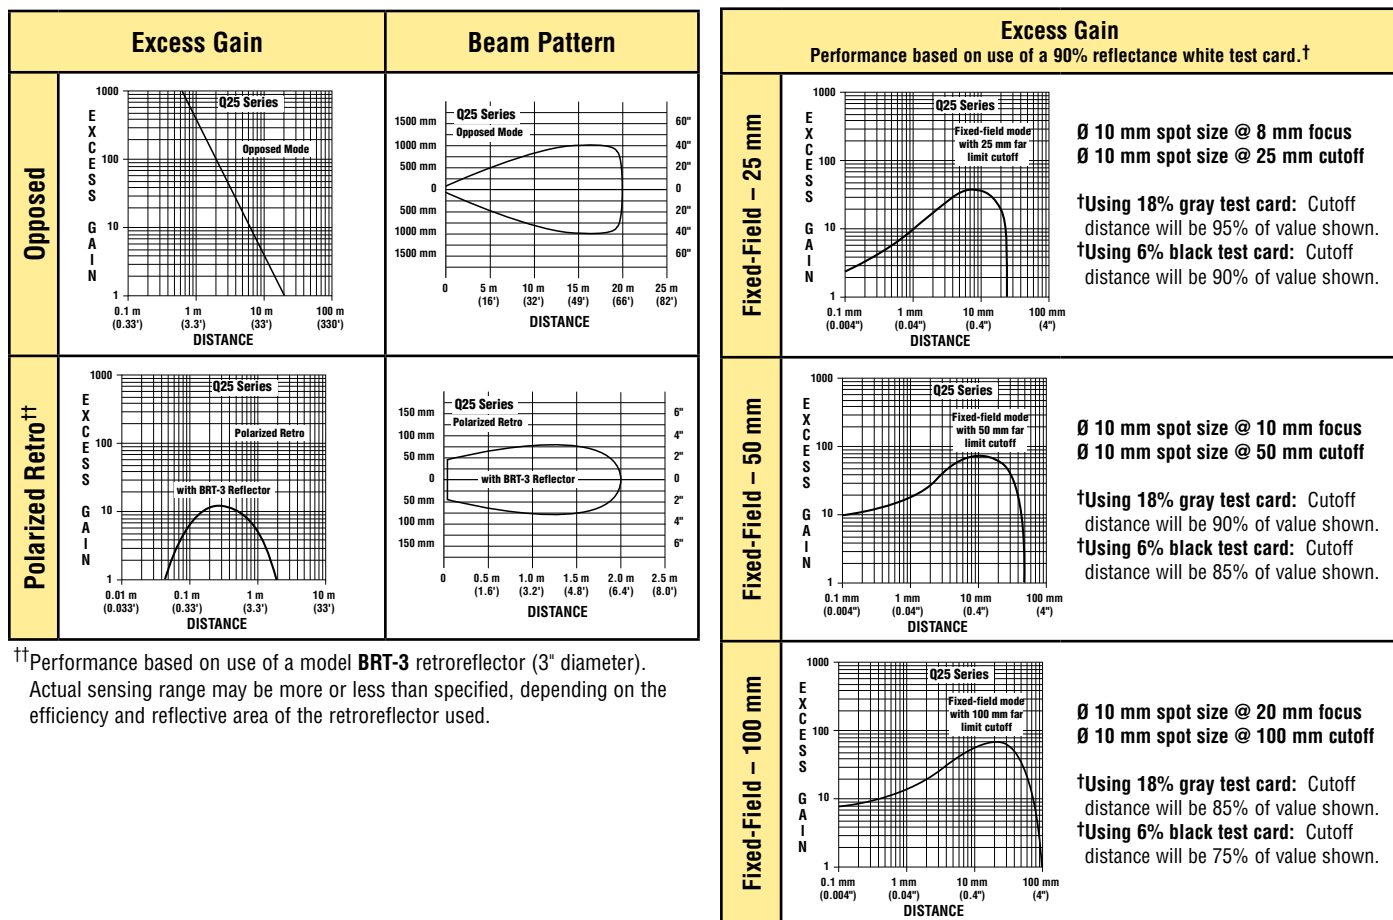 Excess Gain
Beam Pattern
Opposed
EXCESS GAIN
1000
100
10
1
Q25 Series
Opposed Mode
0.1 m
(0.33')
1 m
(3.3')
10 m
(33')
100 m
(330')
DISTANCE
1500 mm
1000 mm
500 mm
0
500 mm
1000 mm
1500 mm
Q25 Series
Opposed Mode
60"
40"
20"
0
20"
40"
60"
0
5 m
(16')
10 m
(32')
15 m
(49')
20 m
(66')
25 m
(82')
DISTANCE
Polarized Retro††
EXCESS GAIN
1000
100
10
1
Q25 Series
Polarized Retro
with BRT-3 Reflector
0.01 m
(0.033')
0.1 m
(0.33')
1 m
(3.3')
10 m
(33')
DISTANCE
150 mm
100 mm
50 mm
0
50 mm
100 mm
150 mm
Q25 Series
Polarized Retro
with BRT-3 Reflector
6"
4"
2"
0
2"
4"
6"
0
0.5 m
(1.6')
1.0 m
(3.2')
1.5 m
(4.8')
2.0 m
(6.4')
2.5 m
(8.0')
DISTANCE
††Performance based on use of a model BRT-3 retroreflector (3" diameter).
Actual sensing range may be more or less than specified, depending on the
efficiency and reflective area of the retroreflector used.
Excess Gain
Performance based on use of a 90% reflectance white test card.†
Fixed-Field – 25 mm
EXCESS GAIN
1000
100
10
1
Q25 Series
Fixed-field mode
with 25 mm far
limit cutoff
0.1 mm
(0.004")
1 mm
(0.04")
10 mm
(0.4")
100 mm
(4")
DISTANCE
Ø 10 mm spot size @ 8 mm focus
Ø 10 mm spot size @ 25 mm cutoff
†Using 18% gray test card: Cutoff
distance will be 95% of value shown.
†Using 6% black test card: Cutoff
distance will be 90% of value shown.
Fixed-Field – 50 mm
EXCESS GAIN
1000
100
10
1
Q25 Series
Fixed-field mode
with 50 mm far
limit cutoff
0.1 mm
(0.004")
1 mm
(0.04")
10 mm
(0.4")
100 mm
(4")
DISTANCE
Ø 10 mm spot size @ 10 mm focus
Ø 10 mm spot size @ 50 mm cutoff
†Using 18% gray test card: Cutoff
distance will be 90% of value shown.
†Using 6% black test card: Cutoff
distance will be 85% of value shown.
Fixed-Field – 100 mm
EXCESS GAIN
1000
100
10
1
Q25 Series
Fixed-field mode
with 100 mm far
limit cutoff
0.1 mm
(0.004")
1 mm
(0.04")
10 mm
(0.4")
100 mm
(4")
DISTANCE
Ø 10 mm spot size @ 20 mm focus
Ø 10 mm spot size @ 100 mm cutoff
†Using 18% gray test card: Cutoff
distance will be 85% of value shown.
†Using 6% black test card: Cutoff
distance will be 75% of value shown.